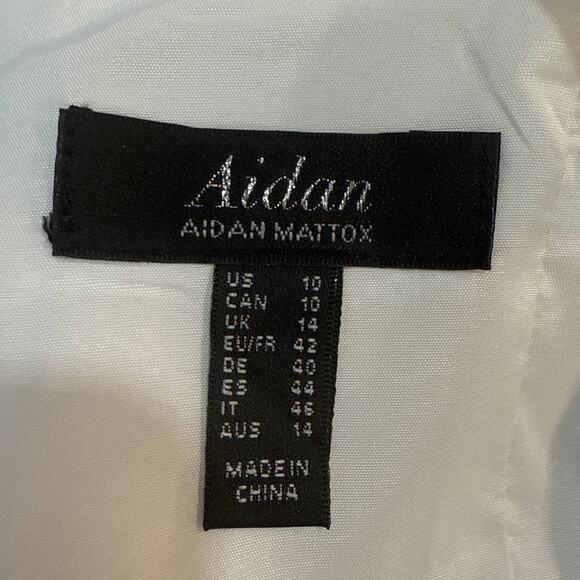 Aidan
AIDAN MATTOX
US 10
CAN 10
UK 14
EU/FR 42
DE 40
ES 44
IT 46
AUS 14
MADE IN
CHINA